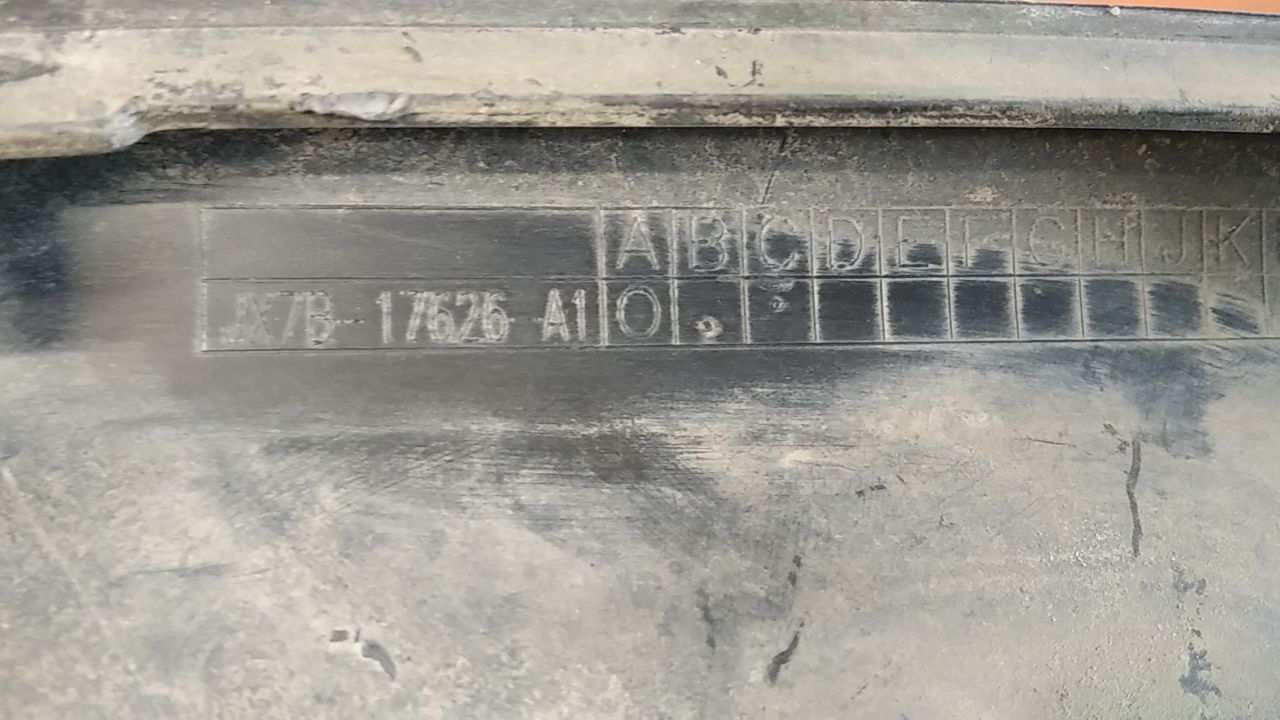 A B C D E F G H J K
JX7B-17626-A1 O